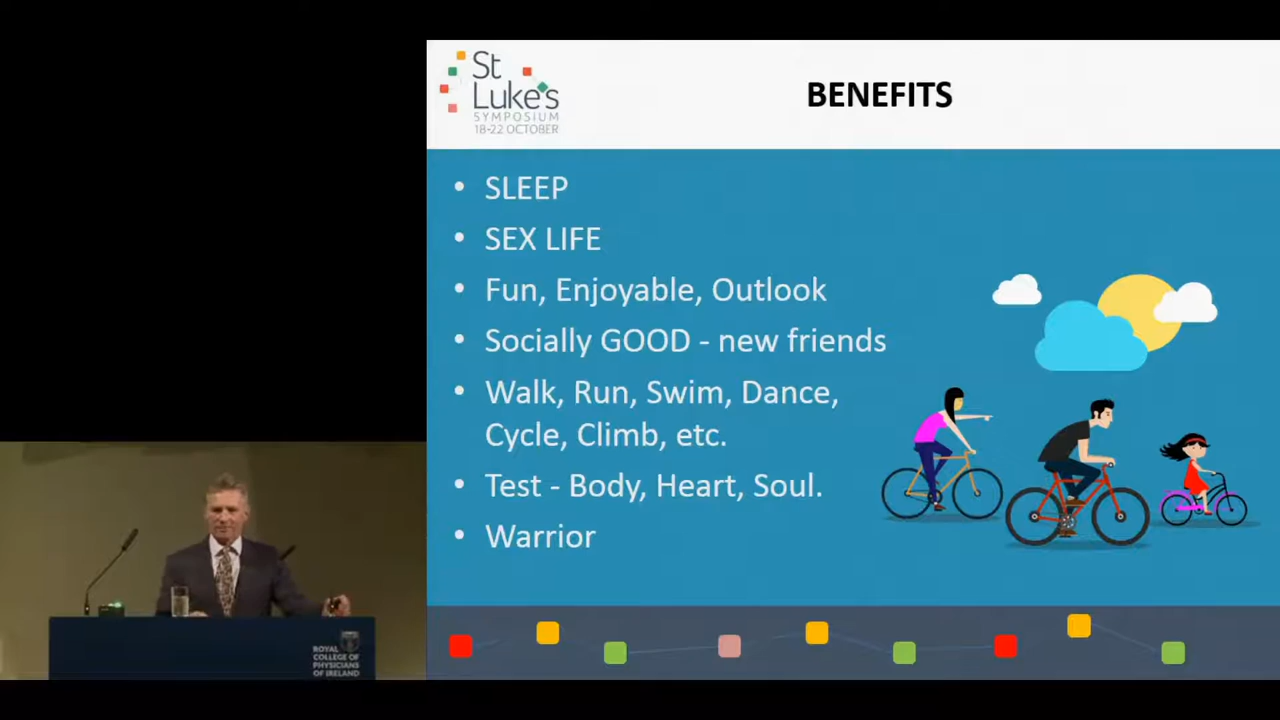 St
Luke's
SYMPOSIUM
18-22 OCTOBER
BENEFITS
• SLEEP
• SEX LIFE
• Fun, Enjoyable, Outlook
• Socially GOOD - new friends
• Walk, Run, Swim, Dance,
Cycle, Climb, etc.
• Test - Body, Heart, Soul.
• Warrior
ROYAL
COLLEGE OF
PHYSICIANS
OF IRELAND